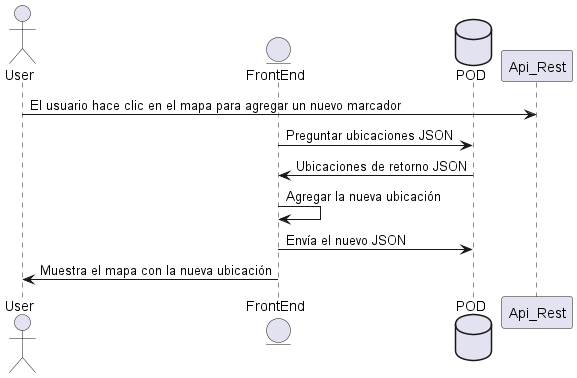 User
FrontEnd
POD
Api_Rest
El usuario hace clic en el mapa para agregar un nuevo marcador
Preguntar ubicaciones JSON
Ubicaciones de retorno JSON
Agregar la nueva ubicación
Envía el nuevo JSON
Muestra el mapa con la nueva ubicación
User
FrontEnd
POD
Api_Rest